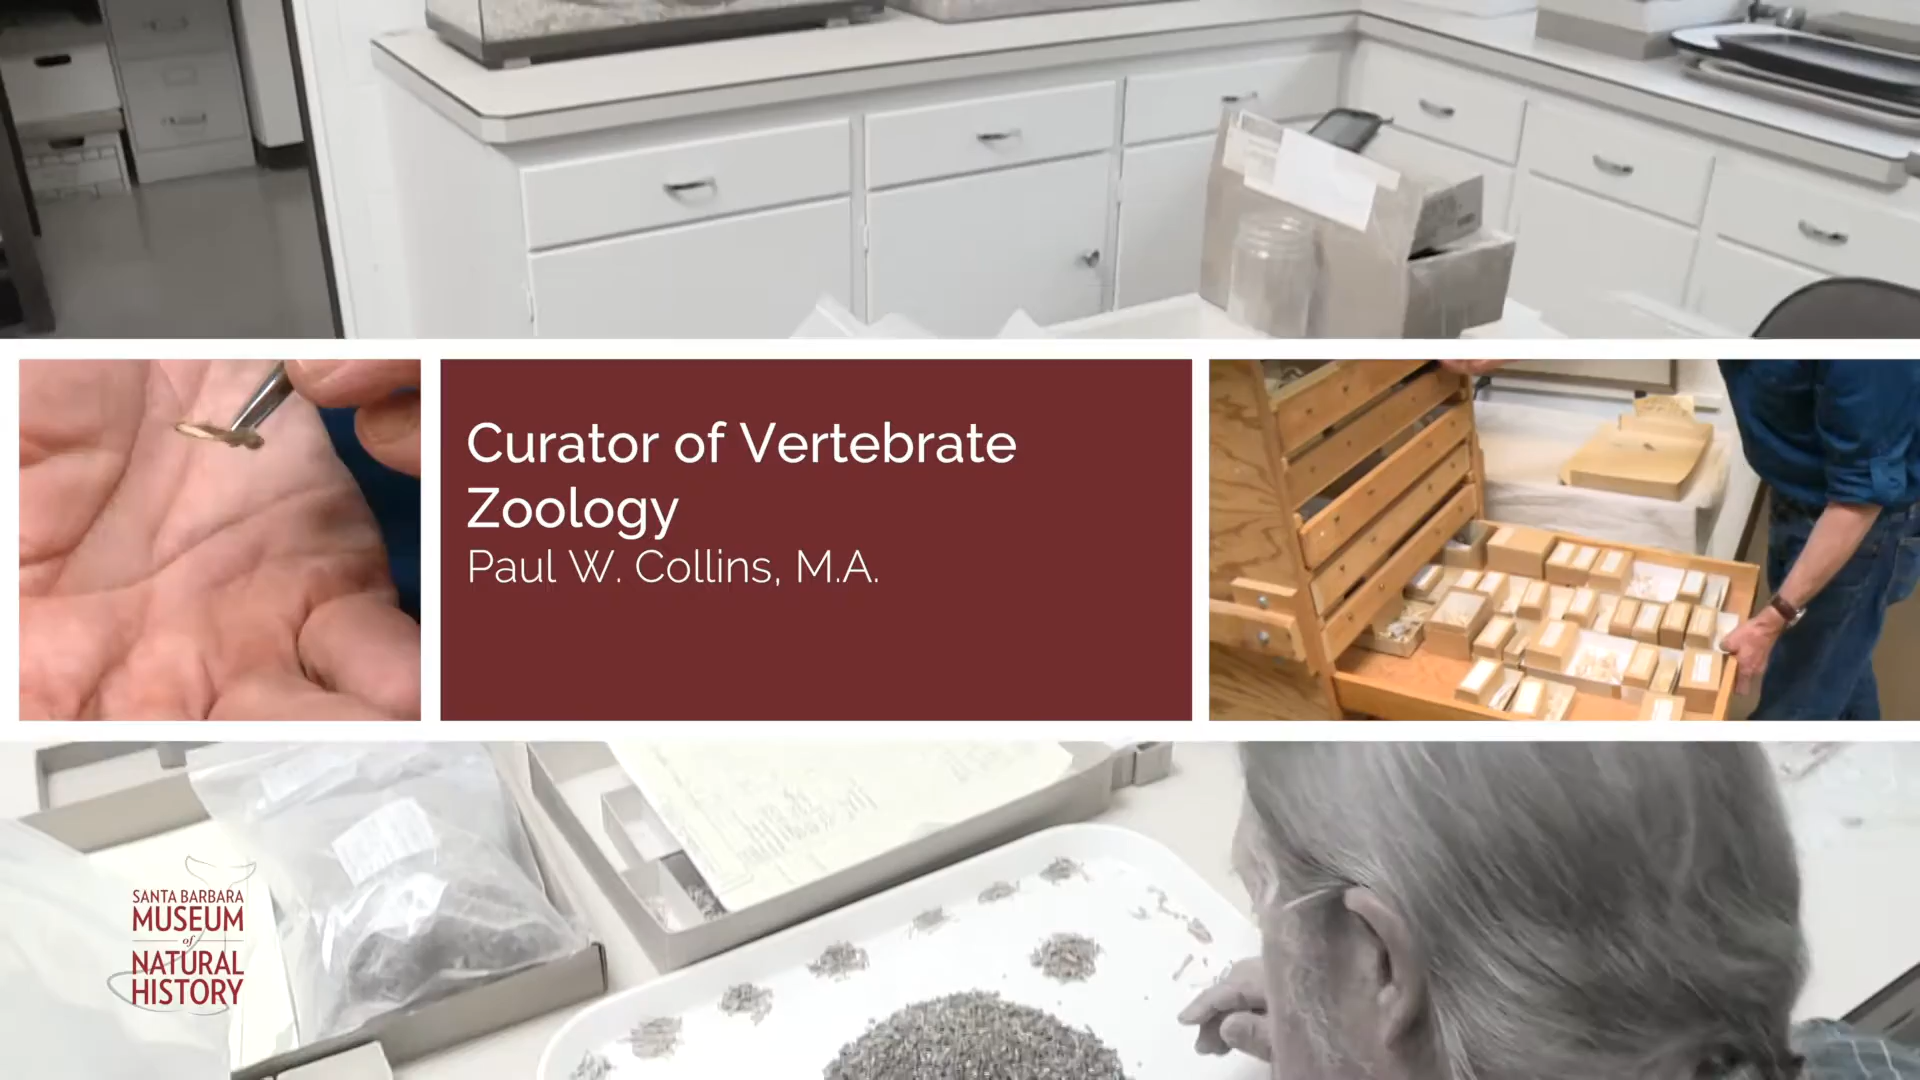 Curator of Vertebrate
Zoology
Paul W. Collins, M.A.
SANTA BARBARA
MUSEUM
of
NATURAL
HISTORY